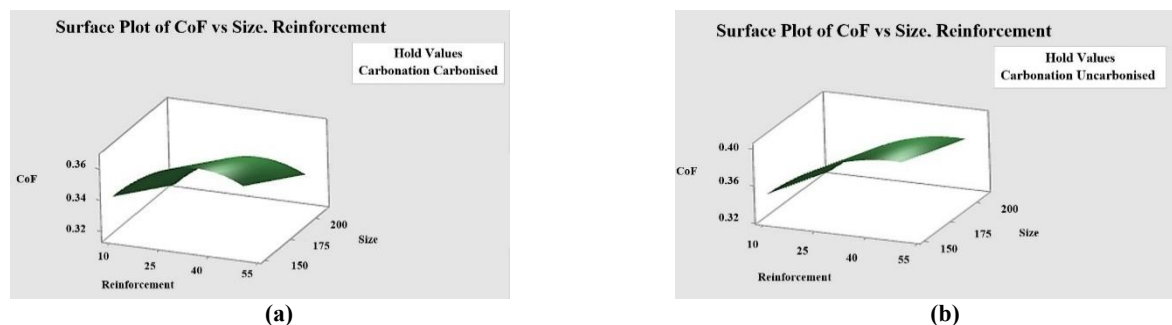 Surface Plot of CoF vs Size, Reinforcement
Hold Values
Carbonation Carbonised
0.36
CoF
0.34
0.32
200
175
Size
150
10
25
40
55
Reinforcement
(a)
Surface Plot of CoF vs Size, Reinforcement
Hold Values
Carbonation Uncarbonised
0.40
CoF
0.36
0.32
200
175
Size
150
10
25
40
55
Reinforcement
(b)